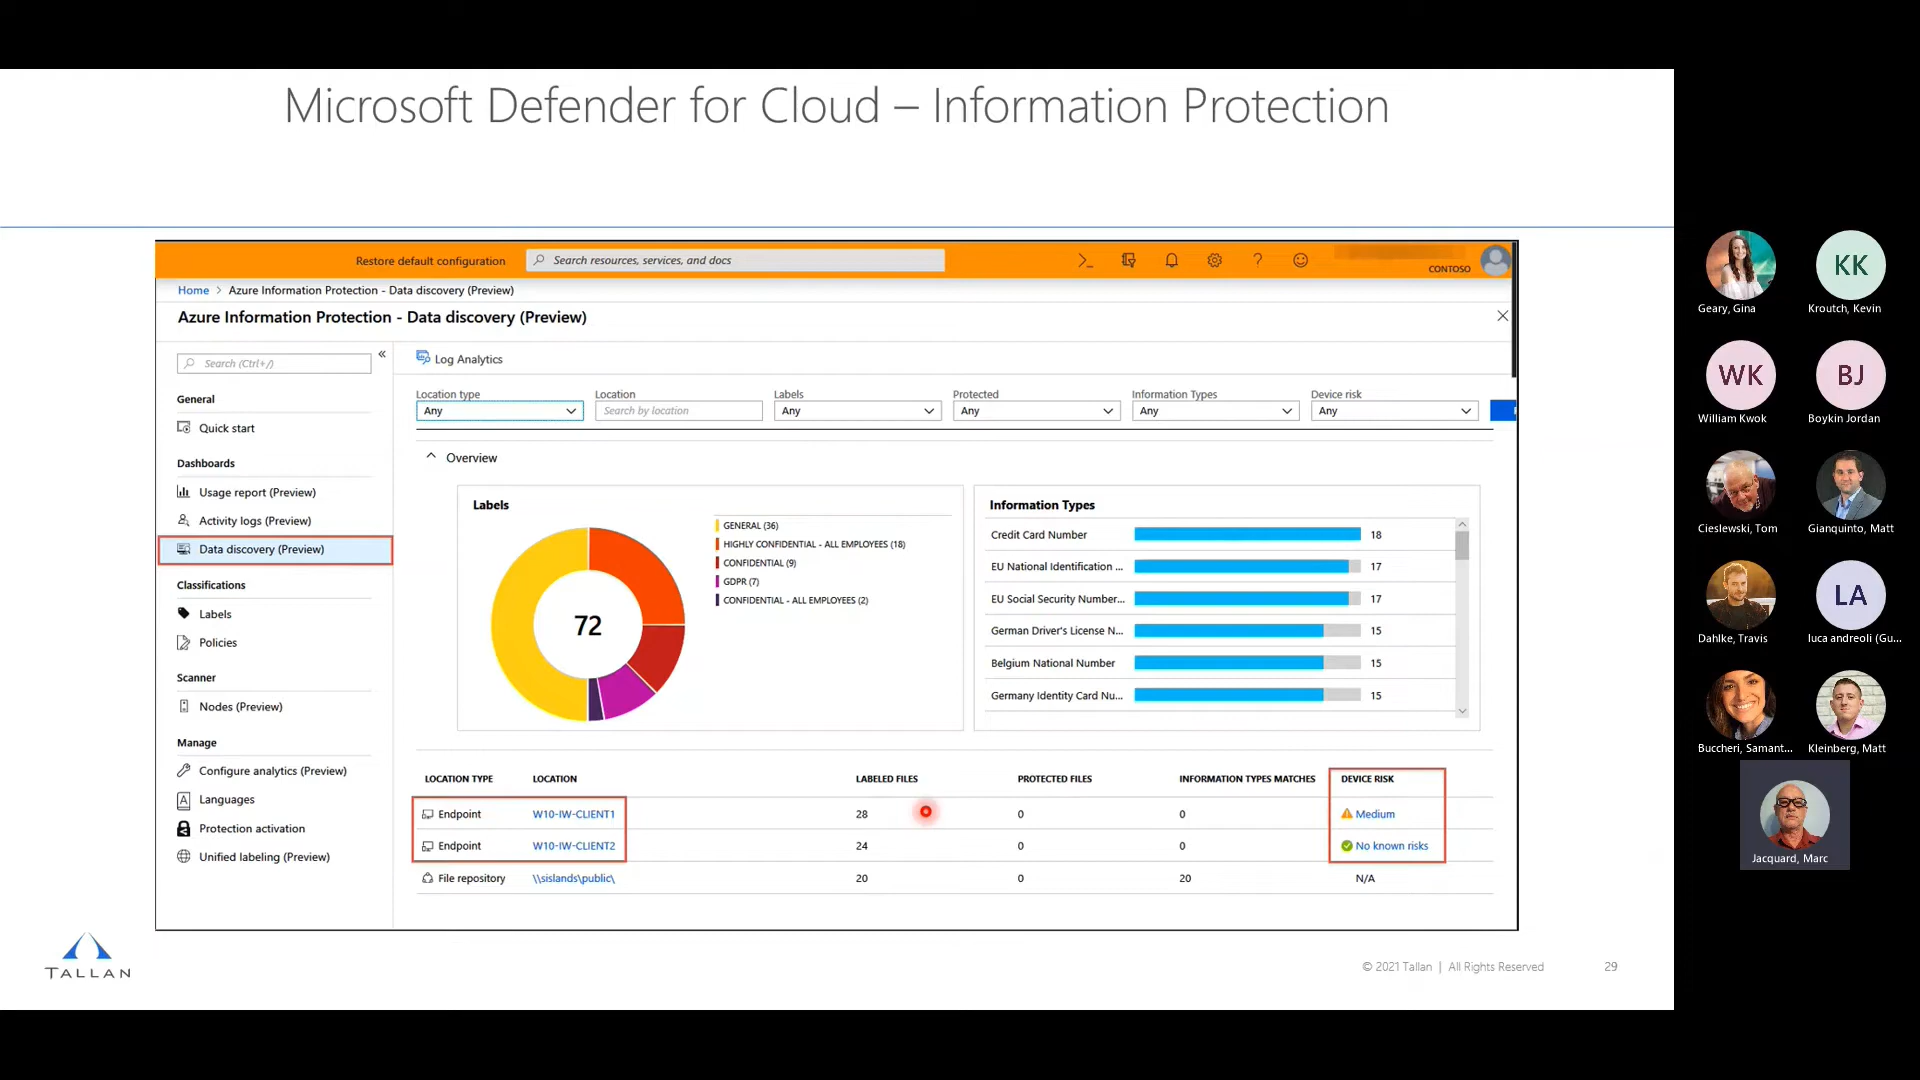 Microsoft Defender for Cloud – Information Protection
Restore default configuration
Search resources, services, and docs
CONTOSO
Home > Azure Information Protection - Data discovery (Preview)
Azure Information Protection - Data discovery (Preview)
Search (Ctrl+/)
General
Quick start
Dashboards
Usage report (Preview)
Activity logs (Preview)
Data discovery (Preview)
Classifications
Labels
Policies
Scanner
Nodes (Preview)
Manage
Configure analytics (Preview)
Languages
Protection activation
Unified labeling (Preview)
Log Analytics
Location type Location Labels Protected Information Types Device risk
Any Search by location Any Any Any Any
Overview
Labels
72
GENERAL (36)
HIGHLY CONFIDENTIAL - ALL EMPLOYEES (18)
CONFIDENTIAL (9)
GDPR (7)
CONFIDENTIAL - ALL EMPLOYEES (2)
Information Types
Credit Card Number 18
EU National Identification ... 17
EU Social Security Number... 17
German Driver's License N... 15
Belgium National Number 15
Germany Identity Card Nu... 15
LOCATION TYPE LOCATION LABELED FILES PROTECTED FILES INFORMATION TYPES MATCHES DEVICE RISK
Endpoint W10-IW-CLIENT1 28 0 0 Medium
Endpoint W10-IW-CLIENT2 24 0 0 No known risks
File repository \\sislands\public\ 20 0 20 N/A
TALLAN
© 2021 Tallan | All Rights Reserved
29
Geary, Gina
KK
Kroutch, Kevin
WK
William Kwok
BJ
Boykin Jordan
Cieslewski, Tom
Gianquinto, Matt
Dahlke, Travis
LA
luca andreoli (Gu...
Buccheri, Samant...
Kleinberg, Matt
Jacquard, Marc